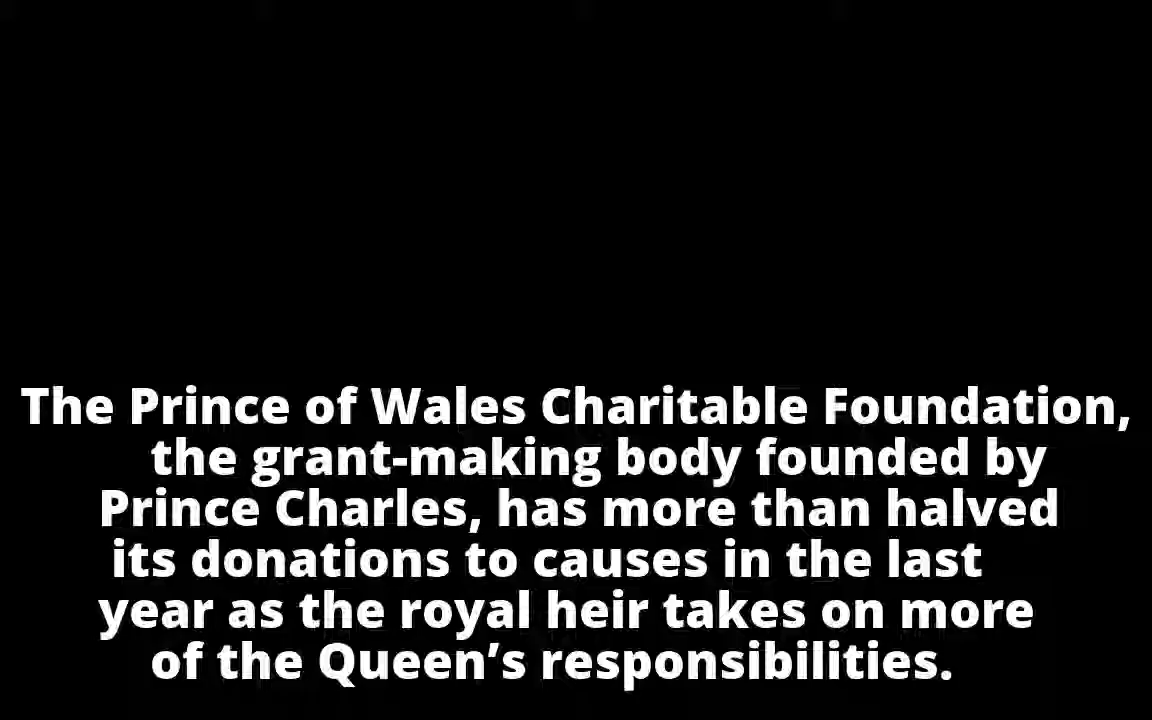 The Prince of Wales Charitable Foundation,
the grant-making body founded by
Prince Charles, has more than halved
its donations to causes in the last
year as the royal heir takes on more
of the Queen’s responsibilities.